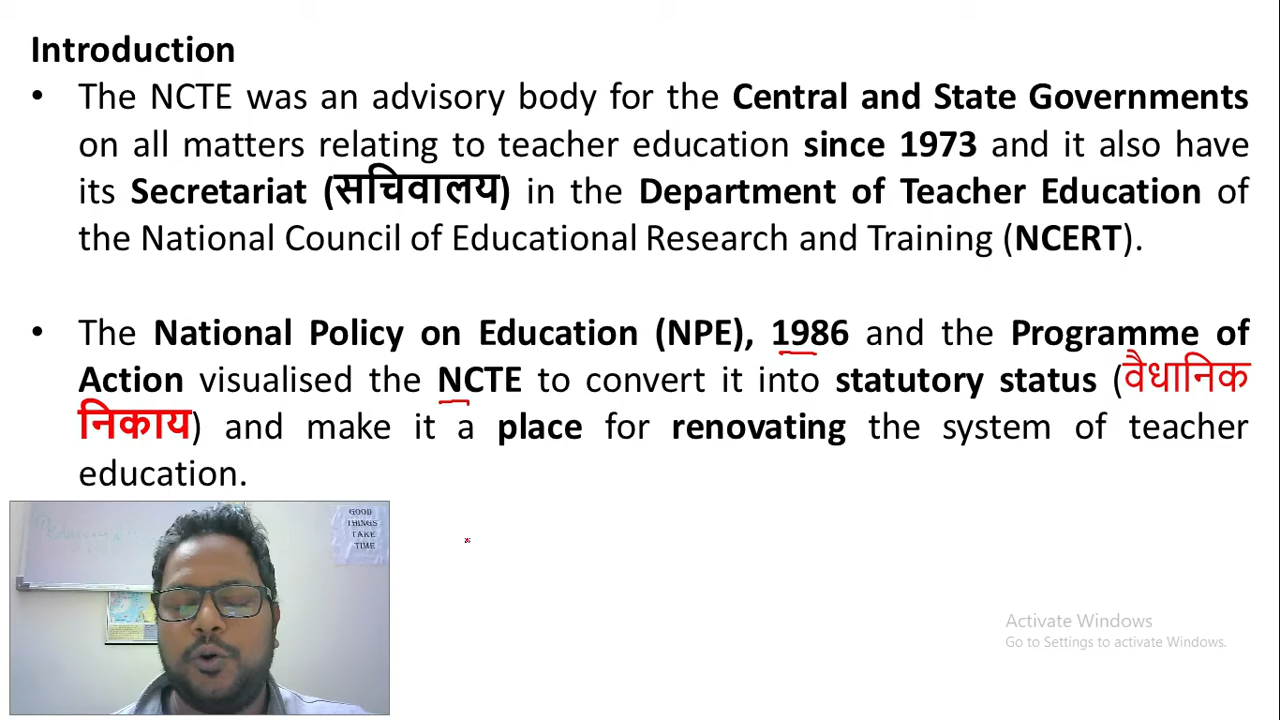 Introduction
• The NCTE was an advisory body for the Central and State Governments
on all matters relating to teacher education since 1973 and it also have
its Secretariat (सचिवालय) in the Department of Teacher Education of
the National Council of Educational Research and Training (NCERT).
• The National Policy on Education (NPE), 1986 and the Programme of
Action visualised the NCTE to convert it into statutory status (वैधानिक
निकाय) and make it a place for renovating the system of teacher
education.
GOOD
THINGS
TAKE
TIME
Activate Windows
Go to Settings to activate Windows.